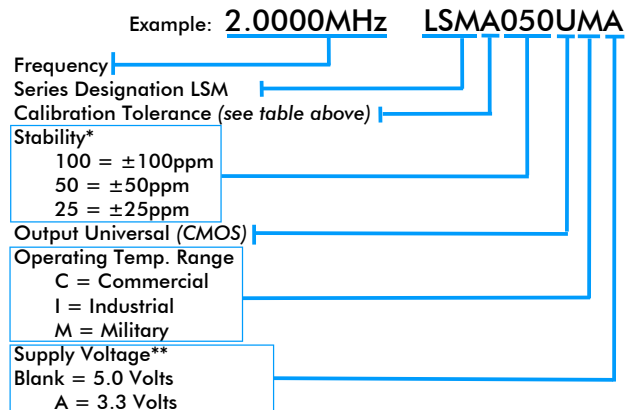 Example: 2.0000MHz LSMA050UMA
Frequency
Series Designation LSM
Calibration Tolerance (see table above)
Stability*
100 = ±100ppm
50 = ±50ppm
25 = ±25ppm
Output Universal (CMOS)
Operating Temp. Range
C = Commercial
I = Industrial
M = Military
Supply Voltage**
Blank = 5.0 Volts
A = 3.3 Volts